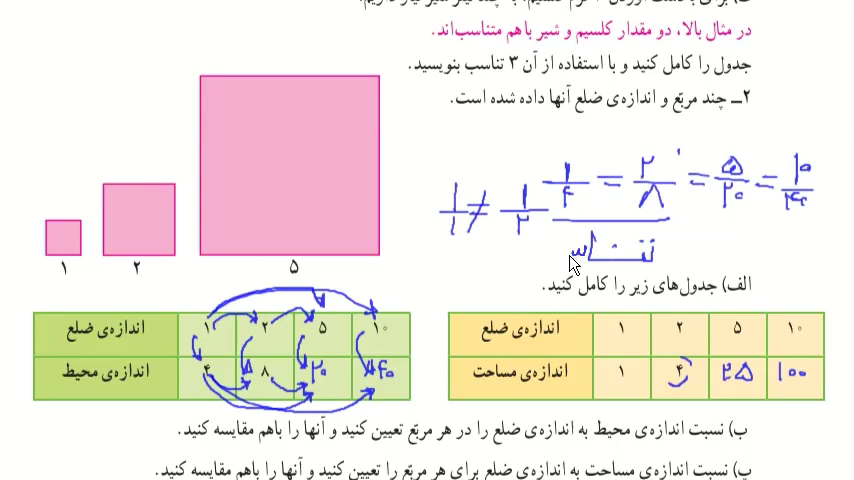 در مثال بالا، دو مقدار کلسیم و شیر باهم متناسب‌اند.
جدول را کامل کنید و با استفاده از آن ۳ تناسب بنویسید.
۲ــ چند مربّع و اندازه‌ی ضلع آنها داده شده است.
۱/۱ ≠ ۱/۲
۱/۴ = ۲/۸ = ۵/۲۰ = ۱۰/۴۰
تناسب
۱ ۲ ۵
الف) جدول‌های زیر را کامل کنید.
اندازه‌ی ضلع ۱ ۲ ۵ ۱۰
اندازه‌ی مساحت ۱ ۴ ۲۵ ۱۰۰
اندازه‌ی ضلع ۱ ۲ ۵ ۱۰
اندازه‌ی محیط ۴ ۸ ۲۰ ۴۰
ب) نسبت اندازه‌ی محیط به اندازه‌ی ضلع را در هر مربّع تعیین کنید و آنها را باهم مقایسه کنید.
پ) نسبت اندازه‌ی مساحت به اندازه‌ی ضلع برای هر مربّع را تعیین کنید و آنها را باهم مقایسه کنید.